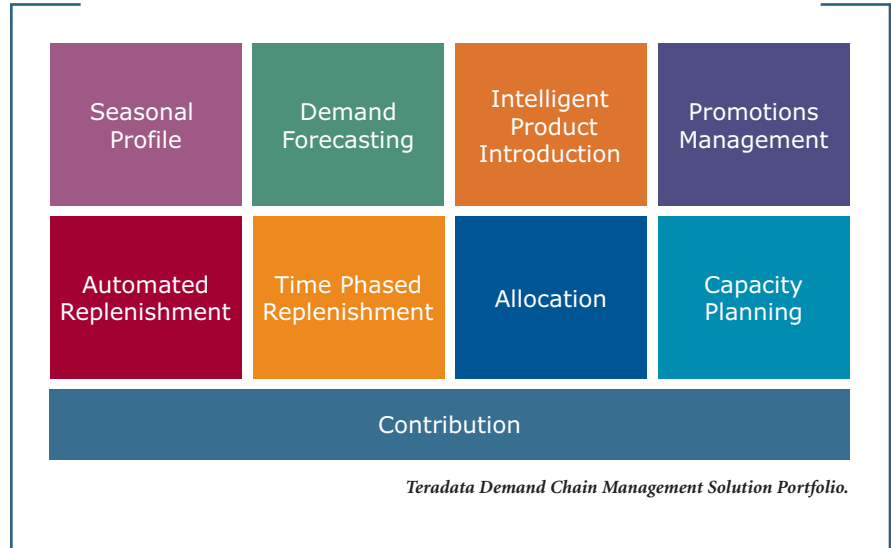 Seasonal
Profile
Demand
Forecasting
Intelligent
Product
Introduction
Promotions
Management
Automated
Replenishment
Time Phased
Replenishment
Allocation
Capacity
Planning
Contribution
Teradata Demand Chain Management Solution Portfolio.